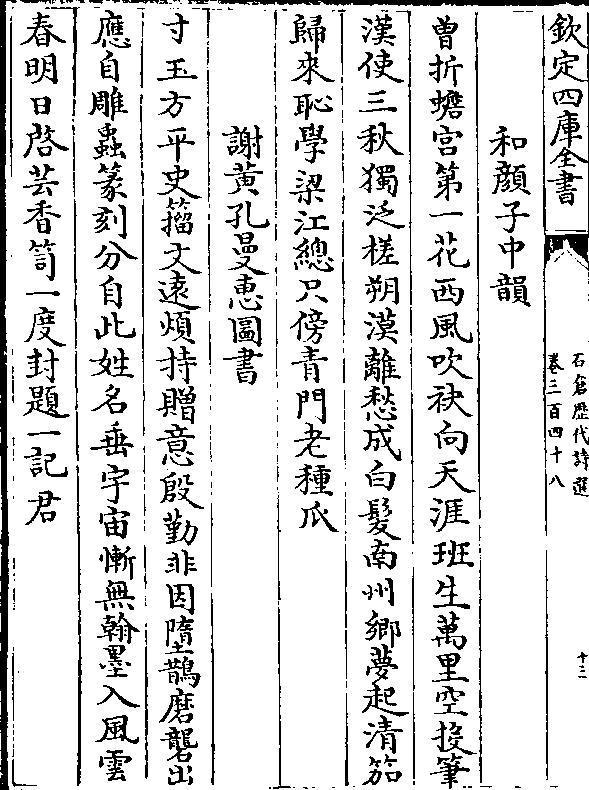 欽定四庫全書
石倉歷代詩選
卷三百四十八
十三
和顔子中韻
曾折蟾宫第一花西風吹袂向天涯班生萬里空投筆
漢使三秋獨泛槎朔漠離愁成白髪南州鄉夢起清笳
歸來恥學梁江總只傍青門老種瓜
謝黄孔曼惠圖書
寸玉方平史籀文遠煩持贈意殷勤非因墮鵲磨礲出
應自雕蟲篆刻分自此姓名垂宇宙慚無翰墨入風雲
春明日啓芸香笥一度封題一記君